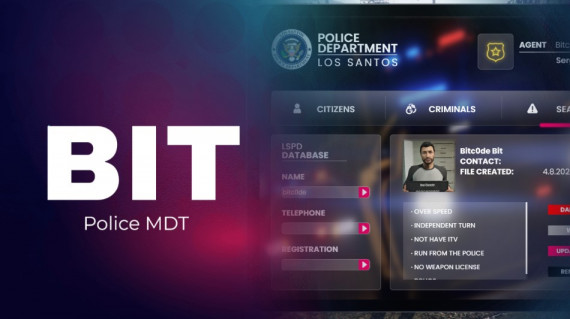 BIT
Police MDT
POLICE
DEPARTMENT
LOS SANTOS
AGENT Bitc
Ser
CITIZENS
CRIMINALS
SEA
LSPD
DATABASE
NAME
TELEPHONE
REGISTRATION
Bitc0de Bit
CONTACT:
FILE CREATED: 4.8.202
- OVER SPEED
- INDEPENDENT TURN
- NOT HAVE ITV
- RUN FROM THE POLICE
- NO WEAPON LICENSE
DA
UPD
RE